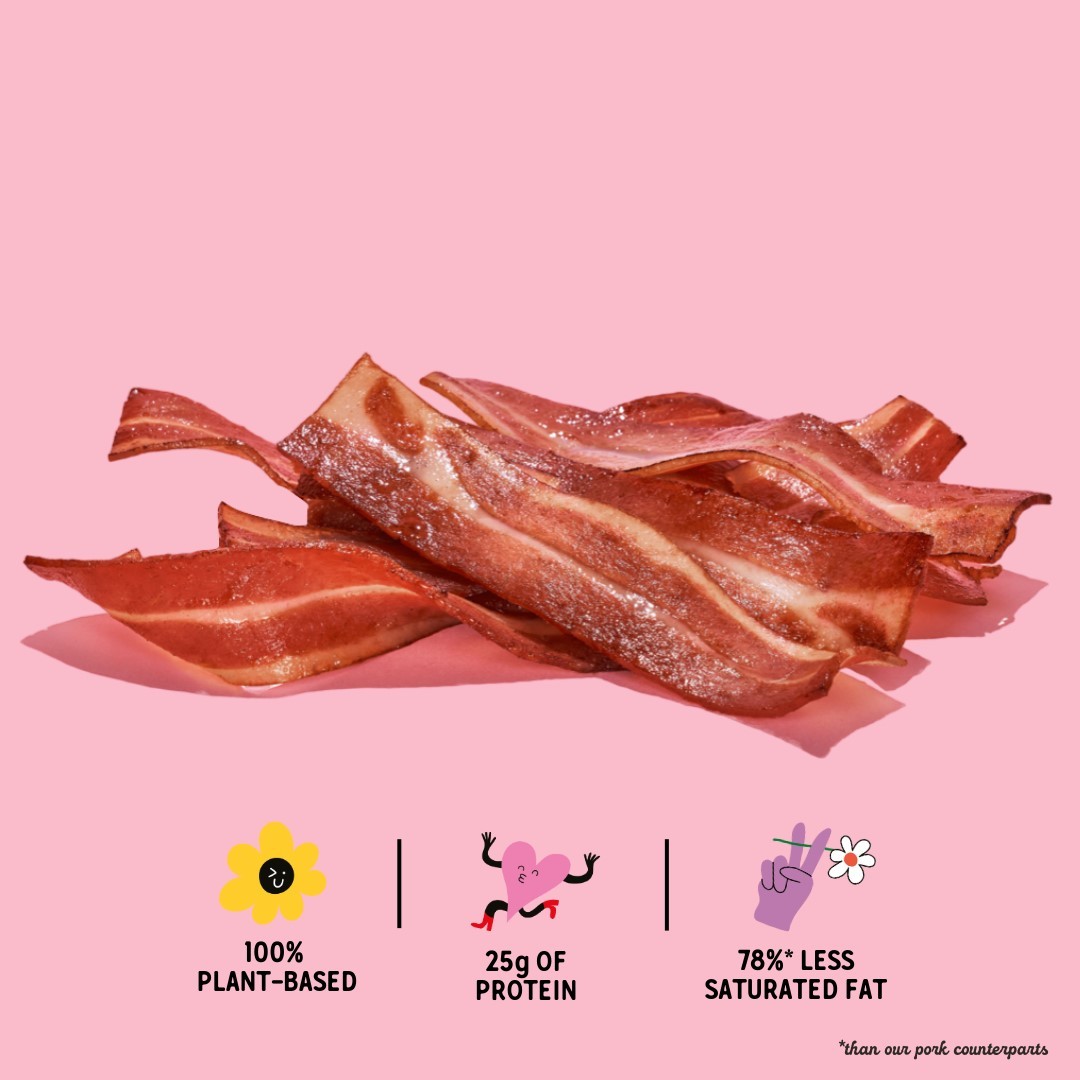 100%
PLANT-BASED
25g OF
PROTEIN
78%* LESS
SATURATED FAT
*than our pork counterparts